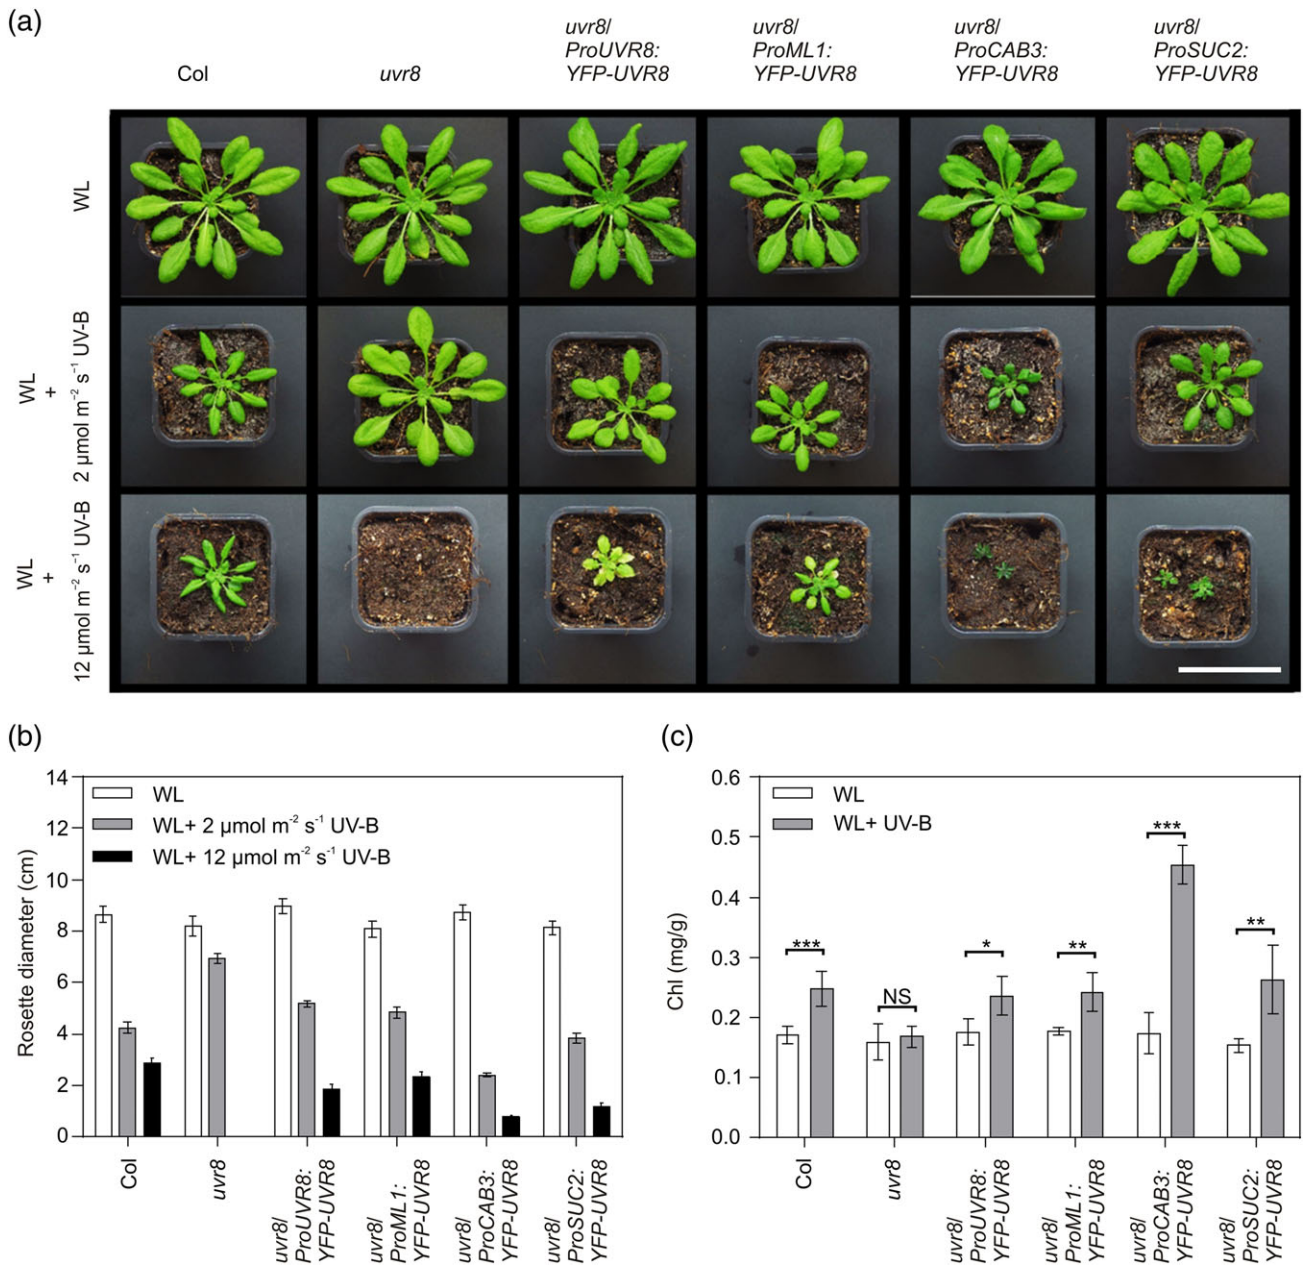 (a)
Col
uvr8
uvr8/
ProUVR8:
YFP-UVR8
uvr8/
ProML1:
YFP-UVR8
uvr8/
ProCAB3:
YFP-UVR8
uvr8/
ProSUC2:
YFP-UVR8
WL
WL
+
2 µmol m⁻² s⁻¹ UV-B
WL
+
12 µmol m⁻² s⁻¹ UV-B
(b)
Rosette diameter (cm)
14
12
10
8
6
4
2
0
WL
WL+ 2 µmol m⁻² s⁻¹ UV-B
WL+ 12 µmol m⁻² s⁻¹ UV-B
Col
uvr8
uvr8/
ProUVR8:
YFP-UVR8
uvr8/
ProML1:
YFP-UVR8
uvr8/
ProCAB3:
YFP-UVR8
uvr8/
ProSUC2:
YFP-UVR8
(c)
Chl (mg/g)
0.6
0.5
0.4
0.3
0.2
0.1
0.0
WL
WL+ UV-B
***
NS
*
**
***
**
Col
uvr8
uvr8/
ProUVR8:
YFP-UVR8
uvr8/
ProML1:
YFP-UVR8
uvr8/
ProCAB3:
YFP-UVR8
uvr8/
ProSUC2:
YFP-UVR8